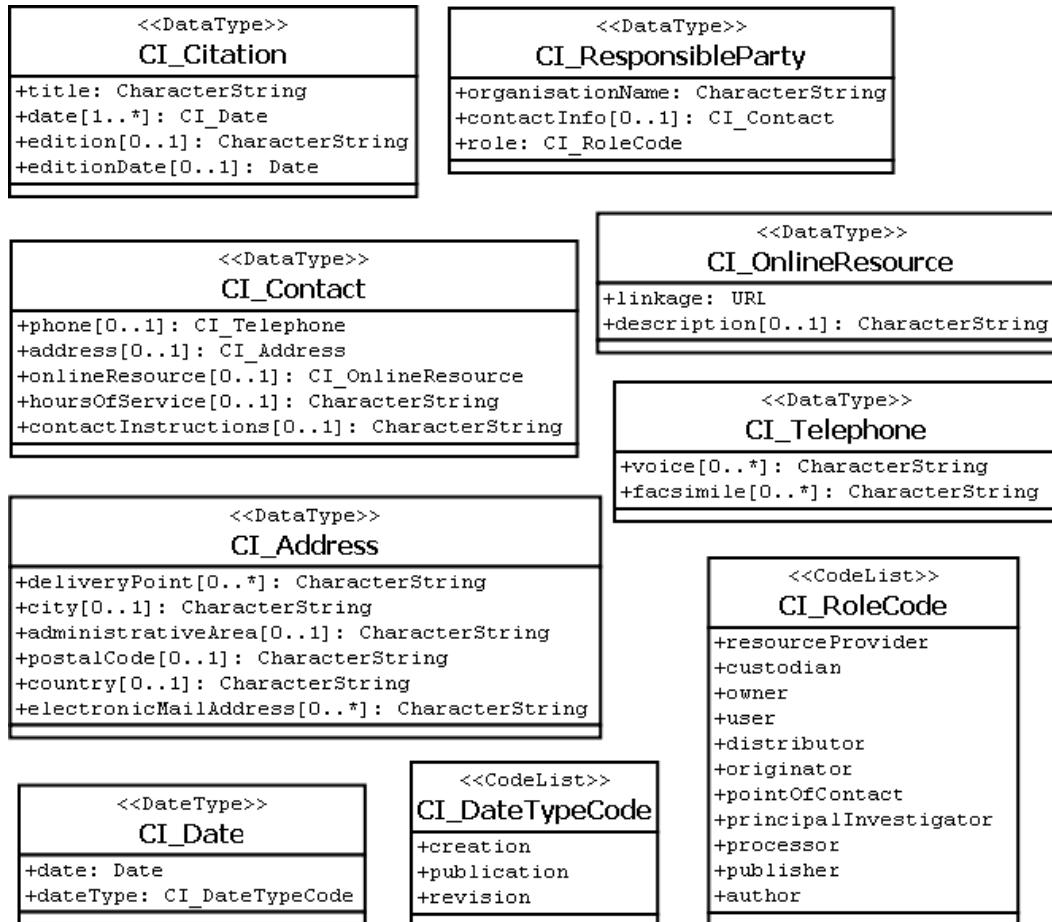 <<DataType>>
CI_Citation
+title: CharacterString
+date[1..*]: CI_Date
+edition[0..1]: CharacterString
+editionDate[0..1]: Date
<<DataType>>
CI_ResponsibleParty
+organisationName: CharacterString
+contactInfo[0..1]: CI_Contact
+role: CI_RoleCode
<<DataType>>
CI_Contact
+phone[0..1]: CI_Telephone
+address[0..1]: CI_Address
+onlineResource[0..1]: CI_OnlineResource
+hoursOfService[0..1]: CharacterString
+contactInstructions[0..1]: CharacterString
<<DataType>>
CI_OnlineResource
+linkage: URL
+description[0..1]: CharacterString
<<DataType>>
CI_Telephone
+voice[0..*]: CharacterString
+facsimile[0..*]: CharacterString
<<DataType>>
CI_Address
+deliveryPoint[0..*]: CharacterString
+city[0..1]: CharacterString
+administrativeArea[0..1]: CharacterString
+postalCode[0..1]: CharacterString
+country[0..1]: CharacterString
+electronicMailAddress[0..*]: CharacterString
<<CodeList>>
CI_RoleCode
+resourceProvider
+custodian
+owner
+user
+distributor
+originator
+pointOfContact
+principalInvestigator
+processor
+publisher
+author
<<DateType>>
CI_Date
+date: Date
+dateType: CI_DateTypeCode
<<CodeList>>
CI_DateTypeCode
+creation
+publication
+revision